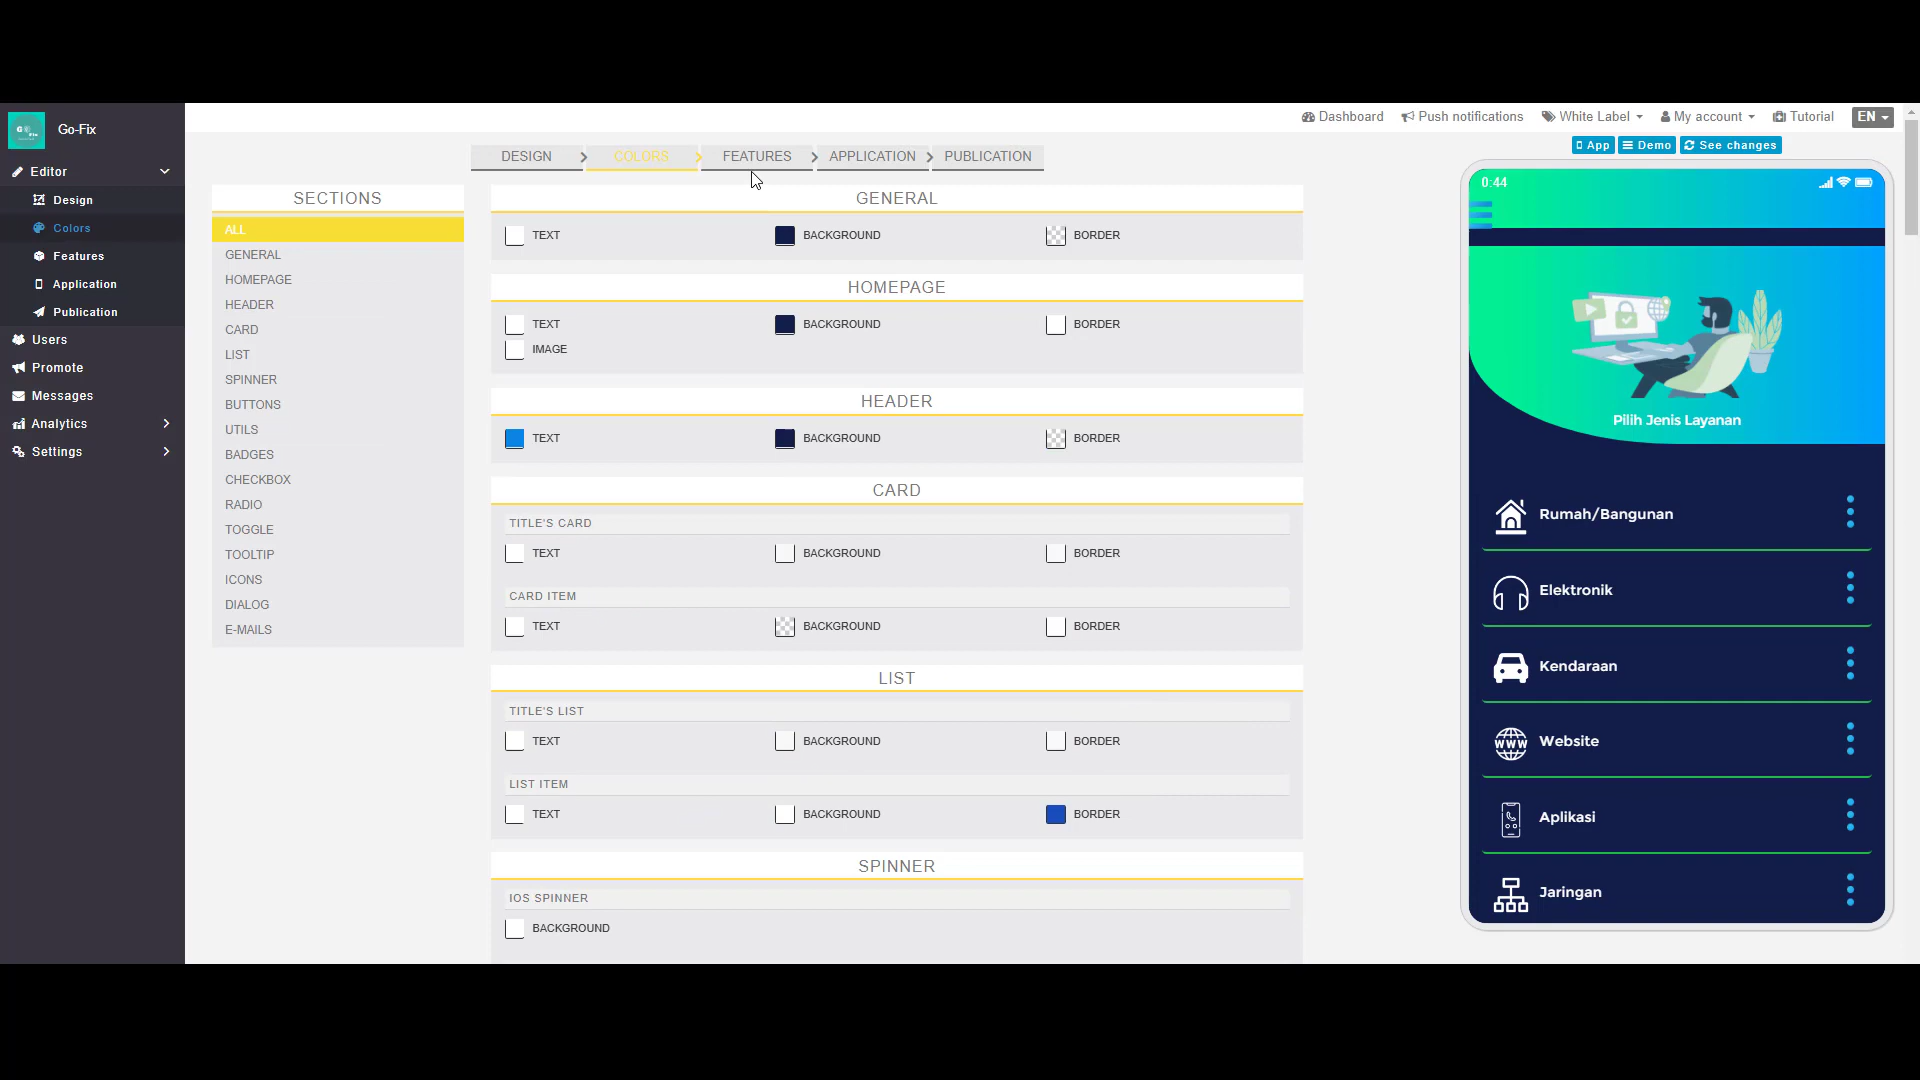 Go-Fix
Editor
Design
Colors
Features
Application
Publication
Users
Promote
Messages
Analytics
Settings
Dashboard
Push notifications
White Label
My account
Tutorial
EN
DESIGN
COLORS
FEATURES
APPLICATION
PUBLICATION
SECTIONS
ALL
GENERAL
HOMEPAGE
HEADER
CARD
LIST
SPINNER
BUTTONS
UTILS
BADGES
CHECKBOX
RADIO
TOGGLE
TOOLTIP
ICONS
DIALOG
E-MAILS
GENERAL
TEXT BACKGROUND BORDER
HOMEPAGE
TEXT BACKGROUND BORDER
IMAGE
HEADER
TEXT BACKGROUND BORDER
CARD
TITLE'S CARD
TEXT BACKGROUND BORDER
CARD ITEM
TEXT BACKGROUND BORDER
LIST
TITLE'S LIST
TEXT BACKGROUND BORDER
LIST ITEM
TEXT BACKGROUND BORDER
SPINNER
IOS SPINNER
BACKGROUND
App
Demo
See changes
0:44
Pilih Jenis Layanan
Rumah/Bangunan
Elektronik
Kendaraan
WWW
Website
Aplikasi
Jaringan